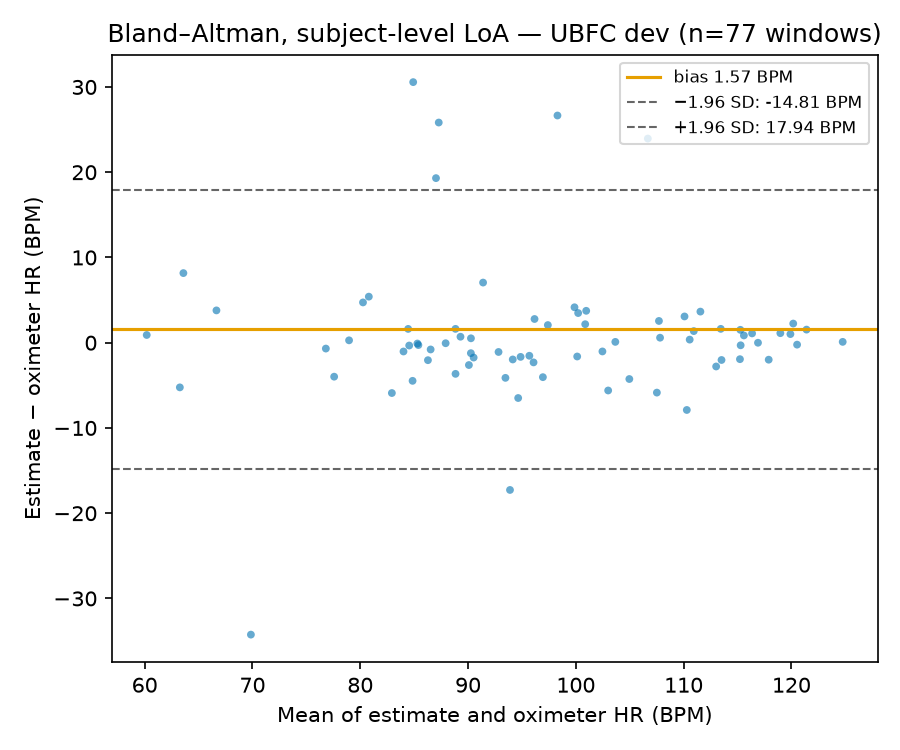 Bland–Altman, subject-level LoA — UBFC dev (n=77 windows)
bias 1.57 BPM
−1.96 SD: -14.81 BPM
+1.96 SD: 17.94 BPM
30
20
10
0
−10
−20
−30
Estimate − oximeter HR (BPM)
60 70 80 90 100 110 120
Mean of estimate and oximeter HR (BPM)